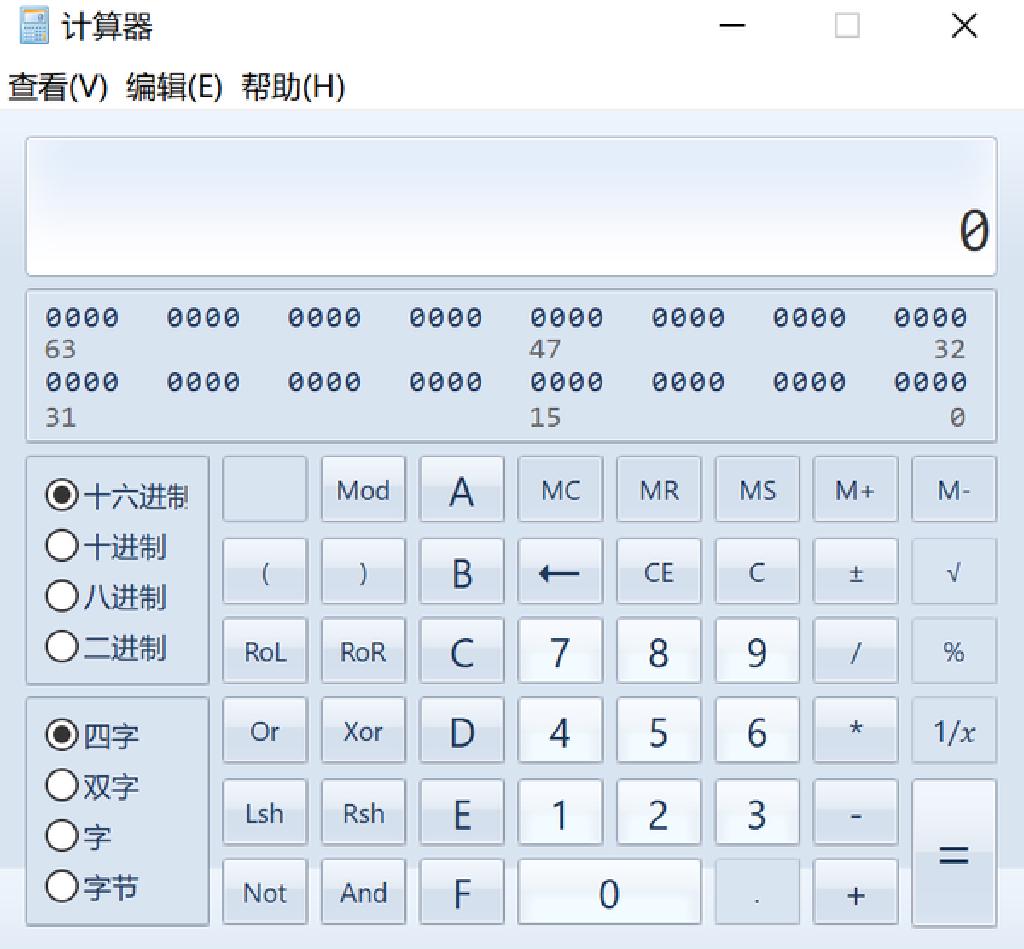 计算器
查看(V) 编辑(E) 帮助(H)
0
0000 0000 0000 0000 0000 0000 0000 0000
63 47 32
0000 0000 0000 0000 0000 0000 0000 0000
31 15 0
十六进制 Mod A MC MR MS M+ M-
十进制 ( ) B ← CE C ± √
八进制
二进制 RoL RoR C 7 8 9 / %
四字 Or Xor D 4 5 6 * 1/x
双字
字 Lsh Rsh E 1 2 3 - =
字节 Not And F 0 . +